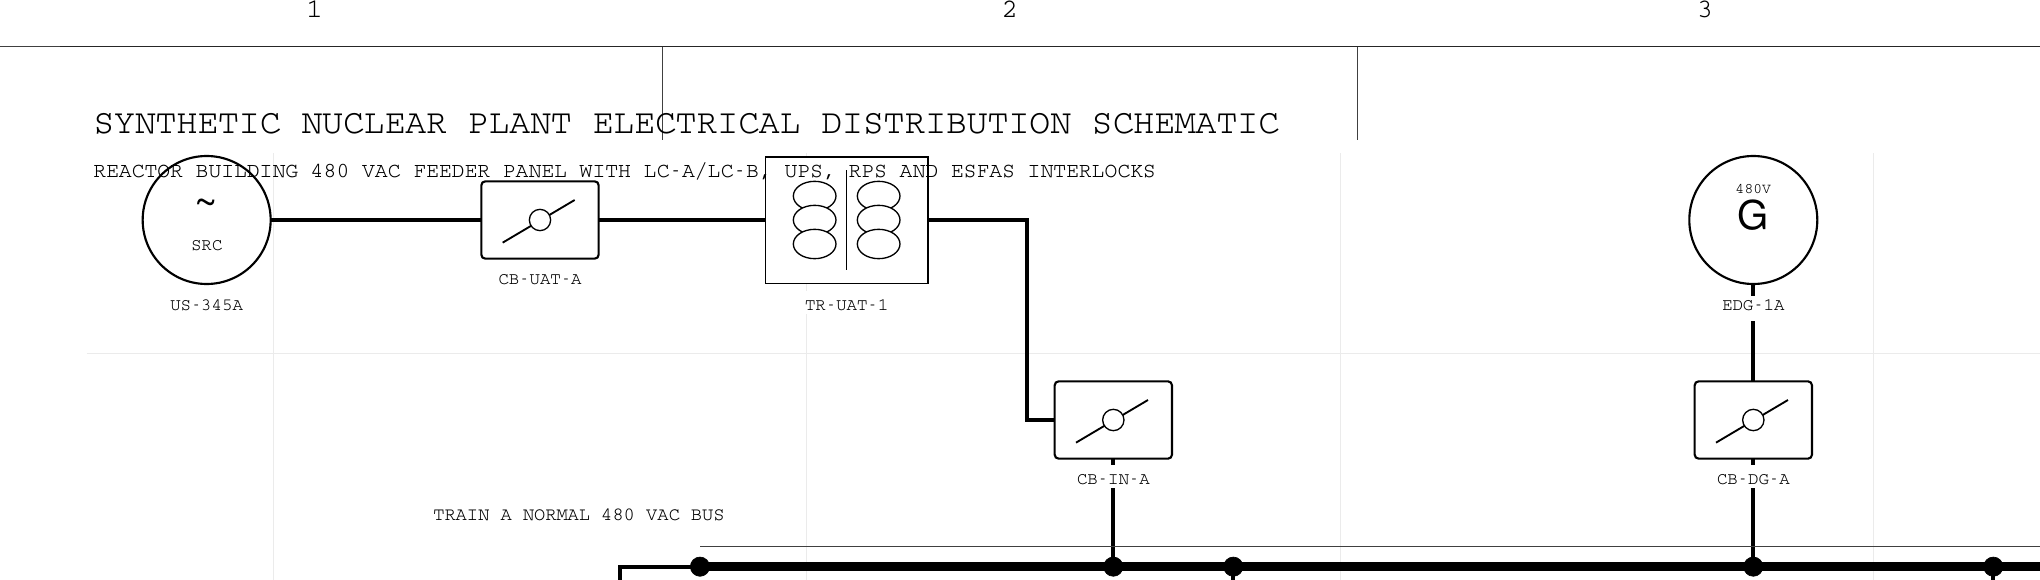 1 2 3
SYNTHETIC NUCLEAR PLANT ELECTRICAL DISTRIBUTION SCHEMATIC
REACTOR BUILDING 480 VAC FEEDER PANEL WITH LC-A/LC-B, UPS, RPS AND ESFAS INTERLOCKS
~
SRC
US-345A
CB-UAT-A
TR-UAT-1
480V
G
EDG-1A
CB-IN-A
CB-DG-A
TRAIN A NORMAL 480 VAC BUS